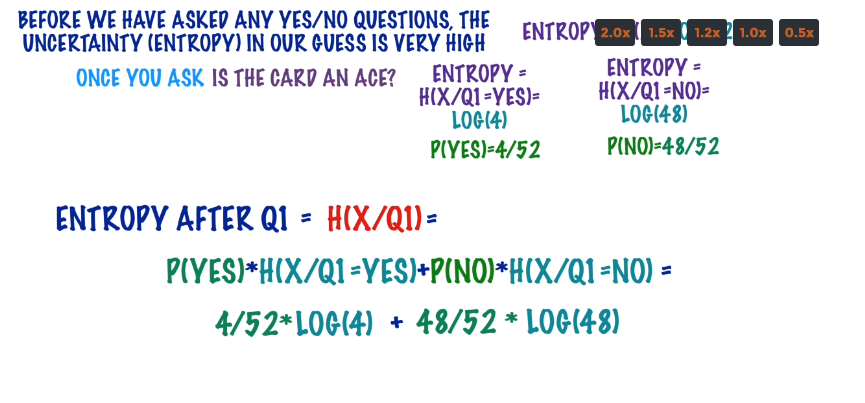 BEFORE WE HAVE ASKED ANY YES/NO QUESTIONS, THE
UNCERTAINTY (ENTROPY) IN OUR GUESS IS VERY HIGH
ENTROPY
2.0x 1.5x 1.2x 1.0x 0.5x
ONCE YOU ASK IS THE CARD AN ACE?
ENTROPY =
H(X/Q1=YES)=
LOG(4)
P(YES)=4/52
ENTROPY =
H(X/Q1=NO)=
LOG(48)
P(NO)=48/52
ENTROPY AFTER Q1 = H(X/Q1)=
P(YES)*H(X/Q1=YES)+P(NO)*H(X/Q1=NO) =
4/52*LOG(4) + 48/52 * LOG(48)